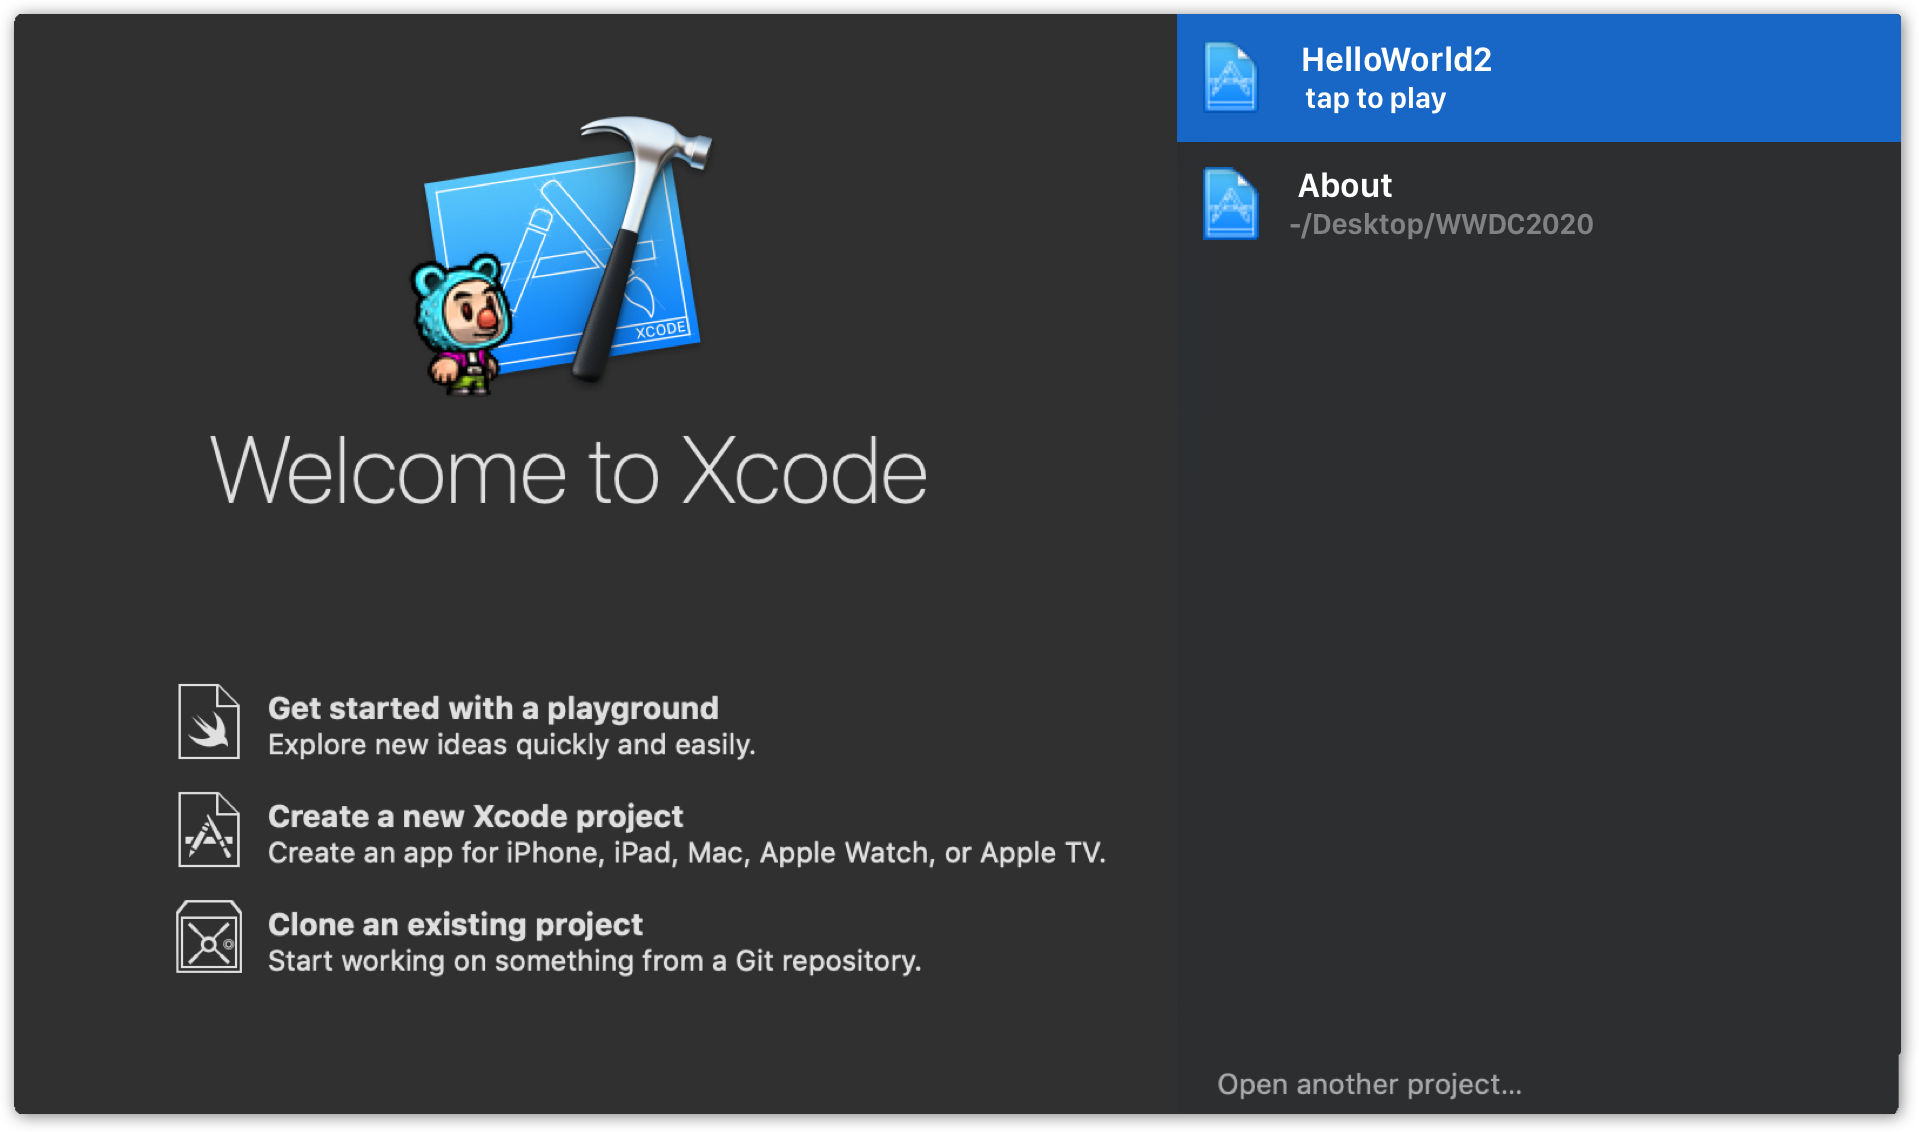 XCODE
Welcome to Xcode
Get started with a playground
Explore new ideas quickly and easily.
Create a new Xcode project
Create an app for iPhone, iPad, Mac, Apple Watch, or Apple TV.
Clone an existing project
Start working on something from a Git repository.
HelloWorld2
tap to play
About
-/Desktop/WWDC2020
Open another project...